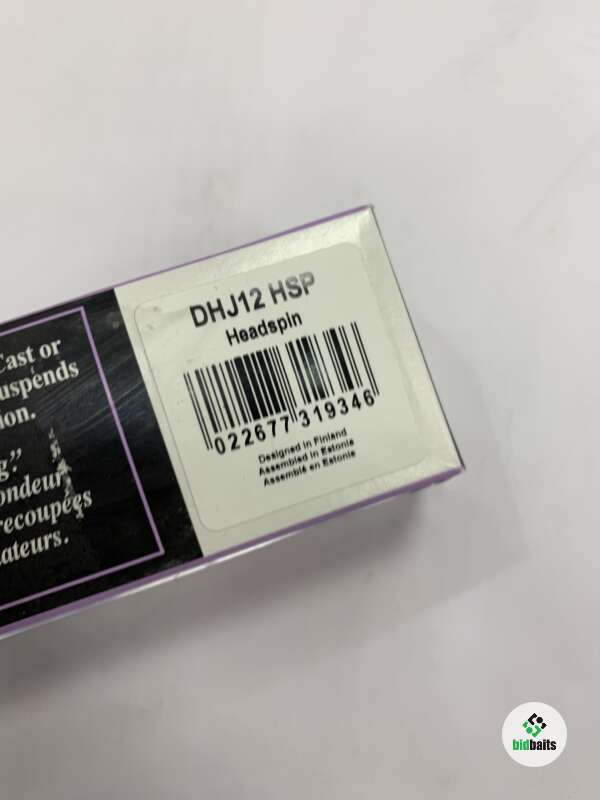 Cast or
uspends
ion.
g."
ondeur
recoupées
ateurs.
DHJ12 HSP
Headspin
022677 319346
Designed in Finland
Assembled in Estonia
Assemblé en Estonie
bidbaits